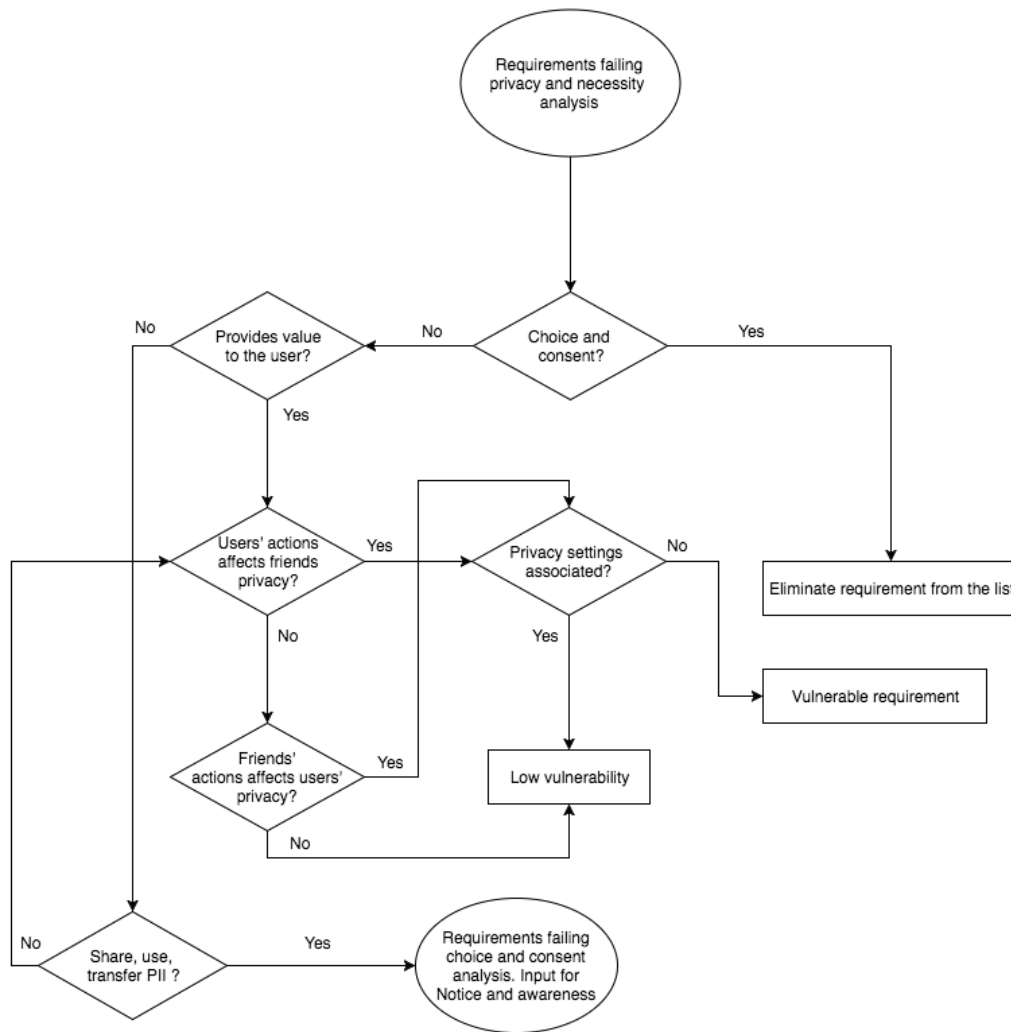 Requirements failing
privacy and necessity
analysis
No
Provides value
to the user?
No
Choice and
consent?
Yes
Yes
Users' actions
affects friends
privacy?
Yes
Privacy settings
associated?
No
Eliminate requirement from the list
No
Yes
Vulnerable requirement
Friends'
actions affects users'
privacy?
Yes
Low vulnerability
No
No
Share, use,
transfer PII ?
Yes
Requirements failing
choice and consent
analysis. Input for
Notice and awareness